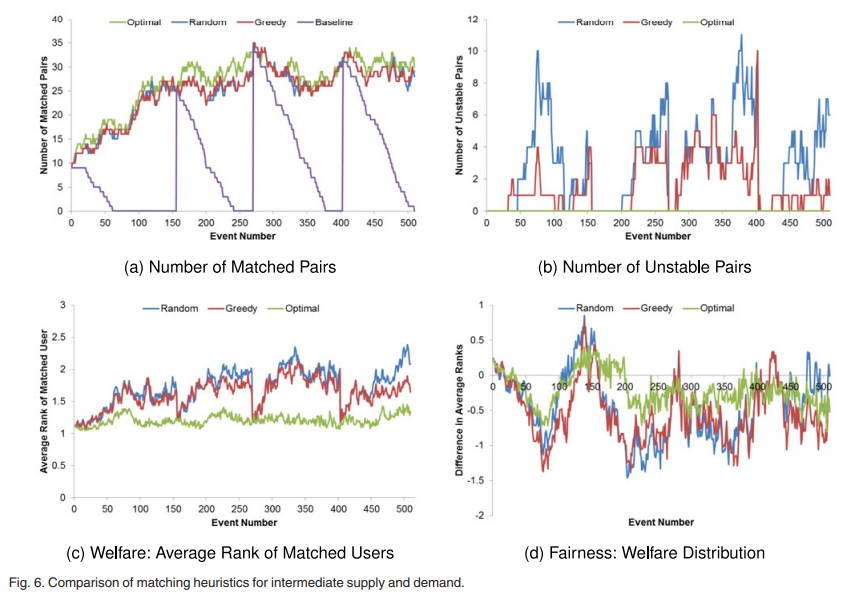 Optimal Random Greedy Baseline
40
35
30
25
20
15
10
5
0
Number of Matched Pairs
0 50 100 150 200 250 300 350 400 450 500
Event Number
(a) Number of Matched Pairs
Random Greedy Optimal
12
10
8
6
4
2
0
Number of Unstable Pairs
0 50 100 150 200 250 300 350 400 450 500
Event Number
(b) Number of Unstable Pairs
Random Greedy Optimal
3
2.5
2
1.5
1
0.5
0
Average Rank of Matched User
0 50 100 150 200 250 300 350 400 450 500
Event Number
(c) Welfare: Average Rank of Matched Users
Random Greedy Optimal
1
0.5
0
-0.5
-1
-1.5
-2
Difference in Average Ranks
0 50 100 150 200 250 300 350 400 450 500
Event Number
(d) Fairness: Welfare Distribution
Fig. 6. Comparison of matching heuristics for intermediate supply and demand.